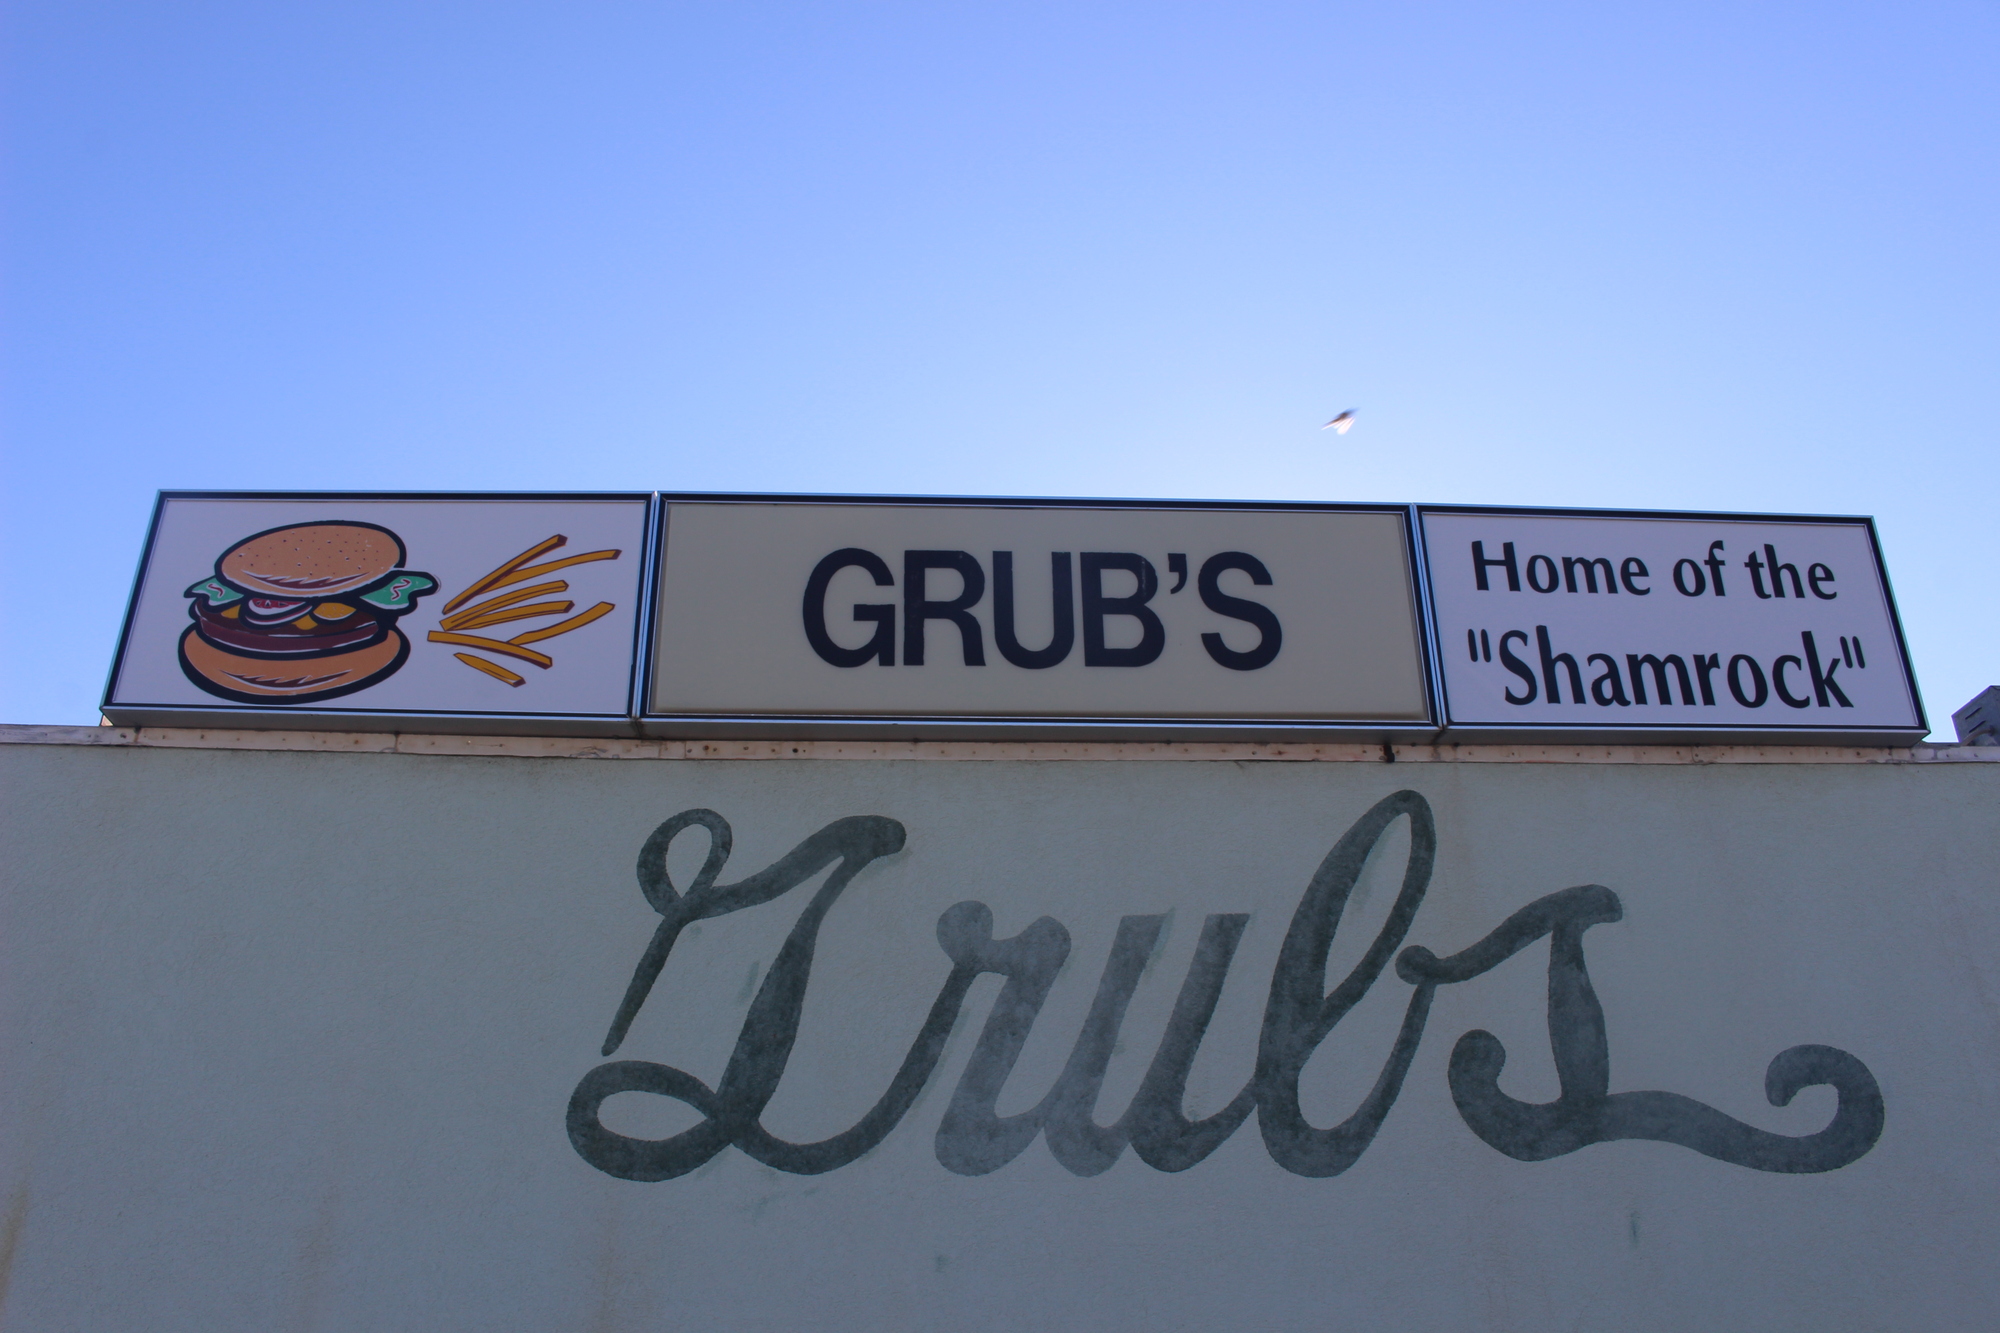 GRUB'S
Home of the
"Shamrock"
Grubs